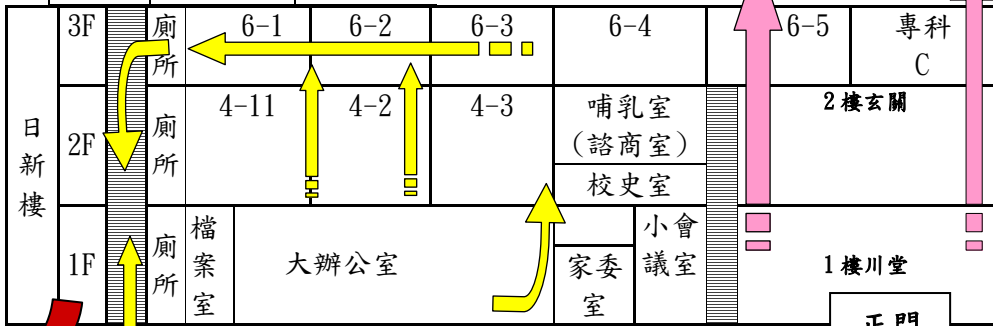 日新樓
3F
廁所
6-1
6-2
6-3
6-4
6-5
專科
C
2F
廁所
4-11
4-2
4-3
哺乳室
(諮商室)
校史室
2樓玄關
1F
廁所
檔案室
大辦公室
家委室
小會議室
1樓川堂
正門